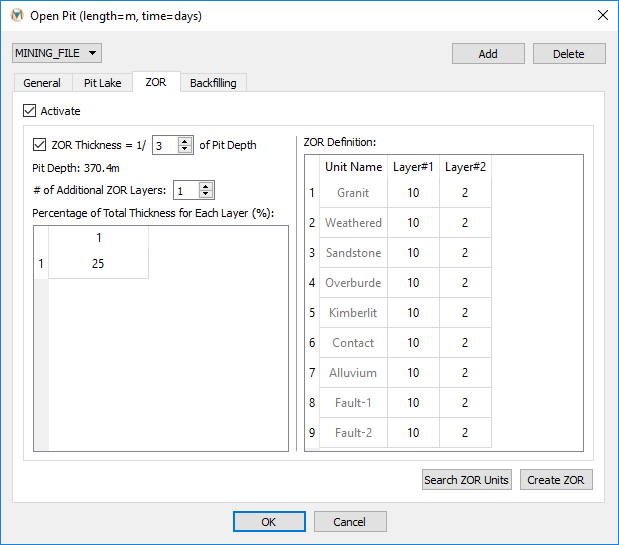 Open Pit (length=m, time=days)
MINING_FILE
Add
Delete
General
Pit Lake
ZOR
Backfilling
Activate
ZOR Thickness = 1/ 3 of Pit Depth
Pit Depth: 370.4m
# of Additional ZOR Layers: 1
Percentage of Total Thickness for Each Layer (%):
1
1 25
ZOR Definition:
Unit Name Layer#1 Layer#2
1 Granit 10 2
2 Weathered 10 2
3 Sandstone 10 2
4 Overburde 10 2
5 Kimberlit 10 2
6 Contact 10 2
7 Alluvium 10 2
8 Fault-1 10 2
9 Fault-2 10 2
Search ZOR Units
Create ZOR
OK
Cancel